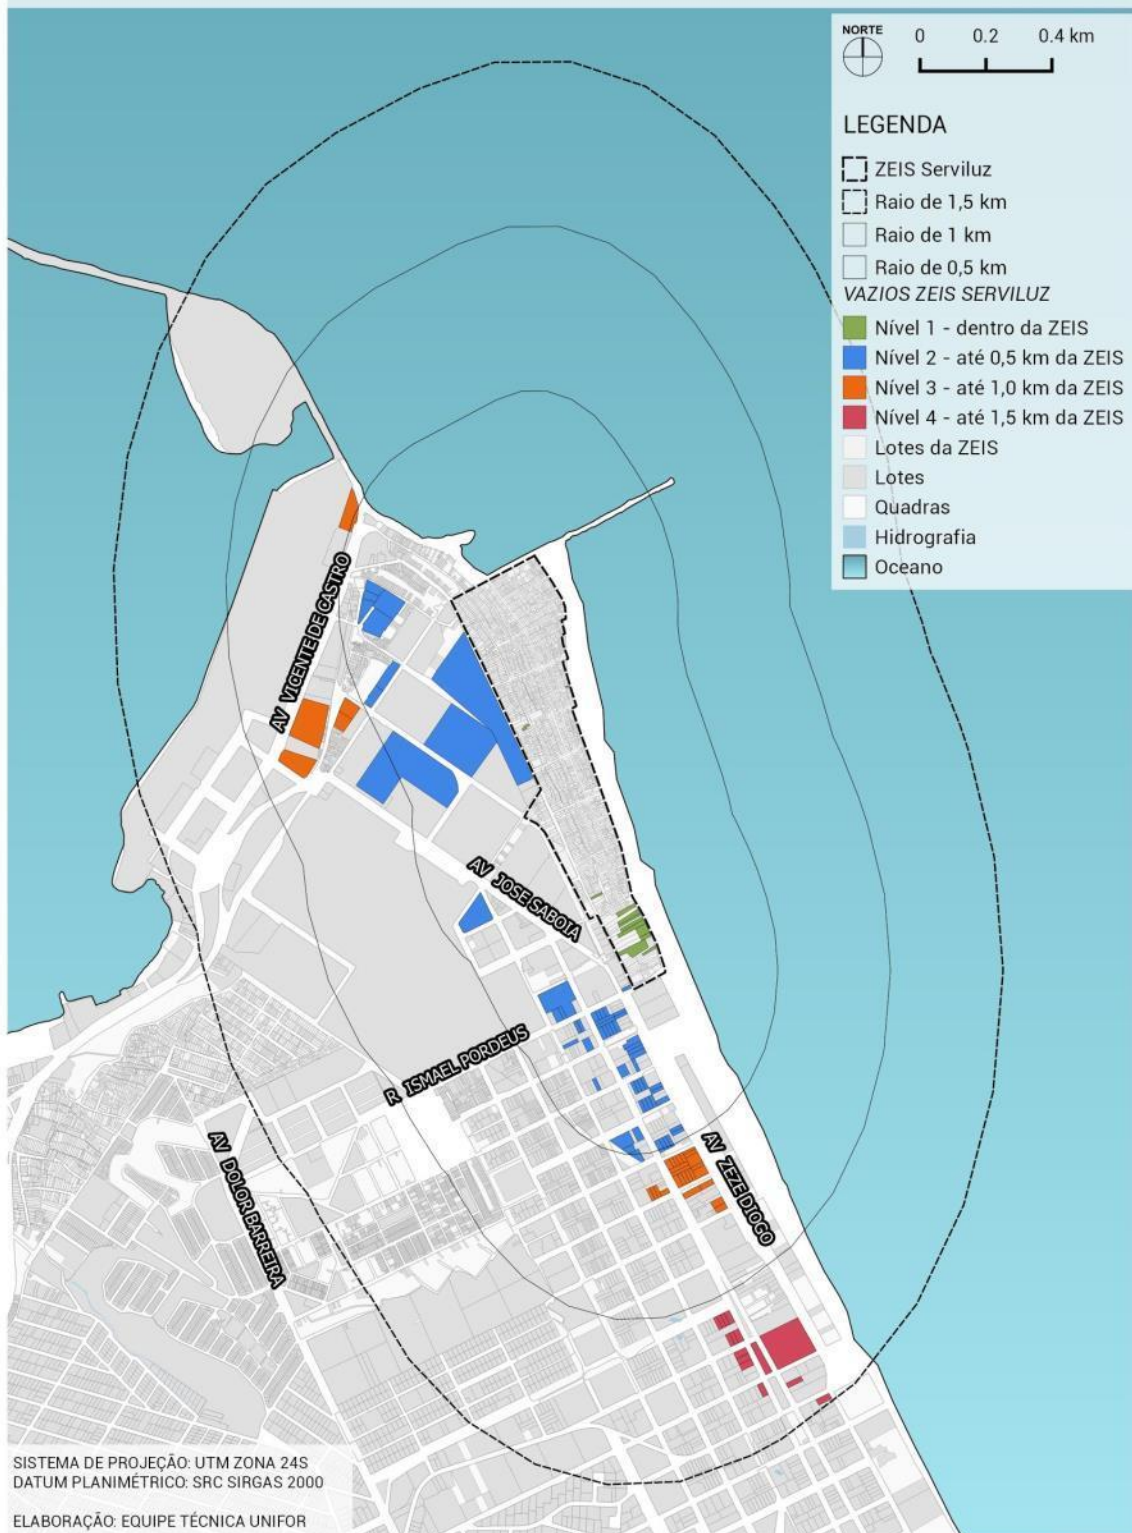 NORTE
0 0.2 0.4 km
LEGENDA
ZEIS Serviluz
Raio de 1,5 km
Raio de 1 km
Raio de 0,5 km
VAZIOS ZEIS SERVILUZ
Nível 1 - dentro da ZEIS
Nível 2 - até 0,5 km da ZEIS
Nível 3 - até 1,0 km da ZEIS
Nível 4 - até 1,5 km da ZEIS
Lotes da ZEIS
Lotes
Quadras
Hidrografia
Oceano
AV VICENTE DE CASTRO
AV JOSE SABOIA
R ISMAEL PORDEUS
AV DOLOR BARREIRA
AV ZEZE DIOGO
SISTEMA DE PROJEÇÃO: UTM ZONA 24S
DATUM PLANIMÉTRICO: SRC SIRGAS 2000
ELABORAÇÃO: EQUIPE TÉCNICA UNIFOR